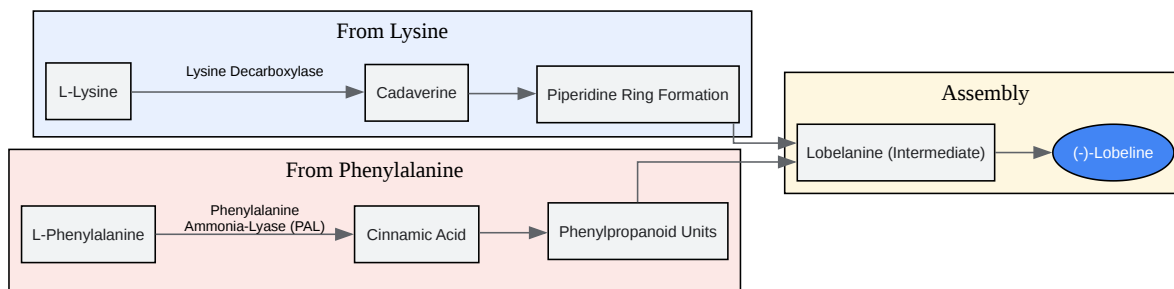 From Lysine
L-Lysine
Lysine Decarboxylase
Cadaverine
Piperidine Ring Formation
From Phenylalanine
L-Phenylalanine
Phenylalanine
Ammonia-Lyase (PAL)
Cinnamic Acid
Phenylpropanoid Units
Assembly
Lobelanine (Intermediate)
(-)-Lobeline